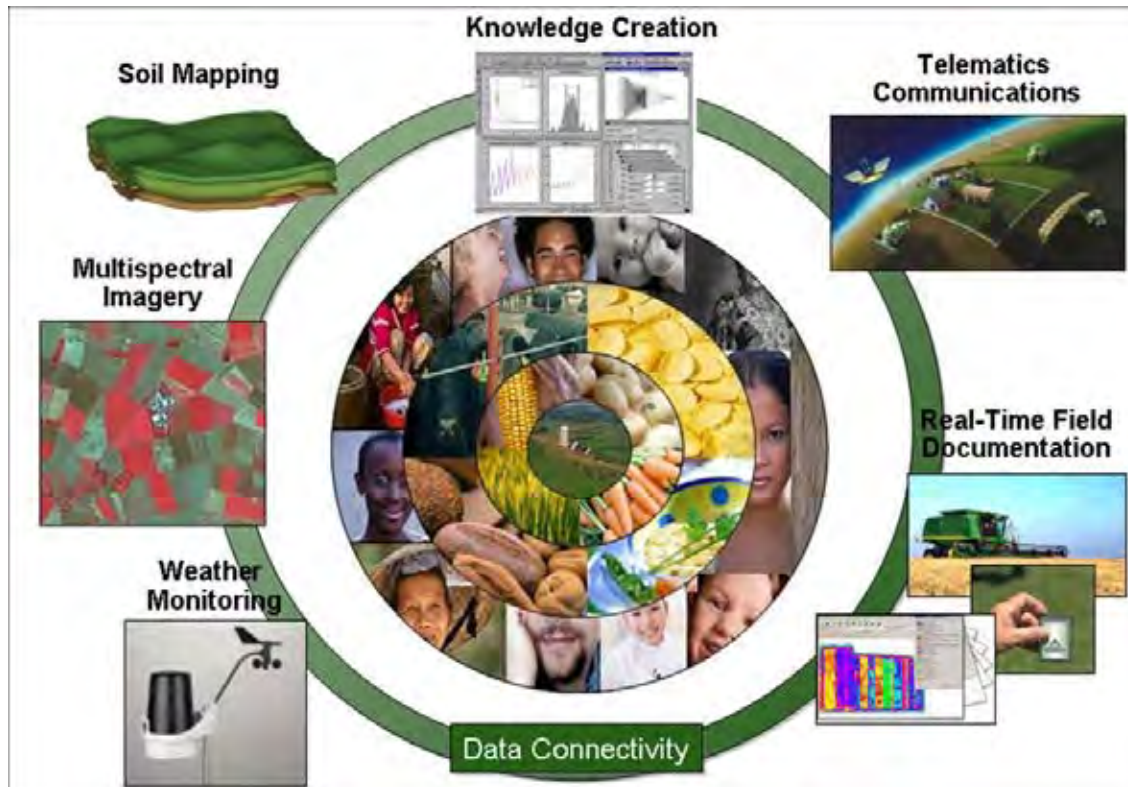 Knowledge Creation
Soil Mapping
Telematics
Communications
Multispectral
Imagery
Real-Time Field
Documentation
Weather
Monitoring
Data Connectivity